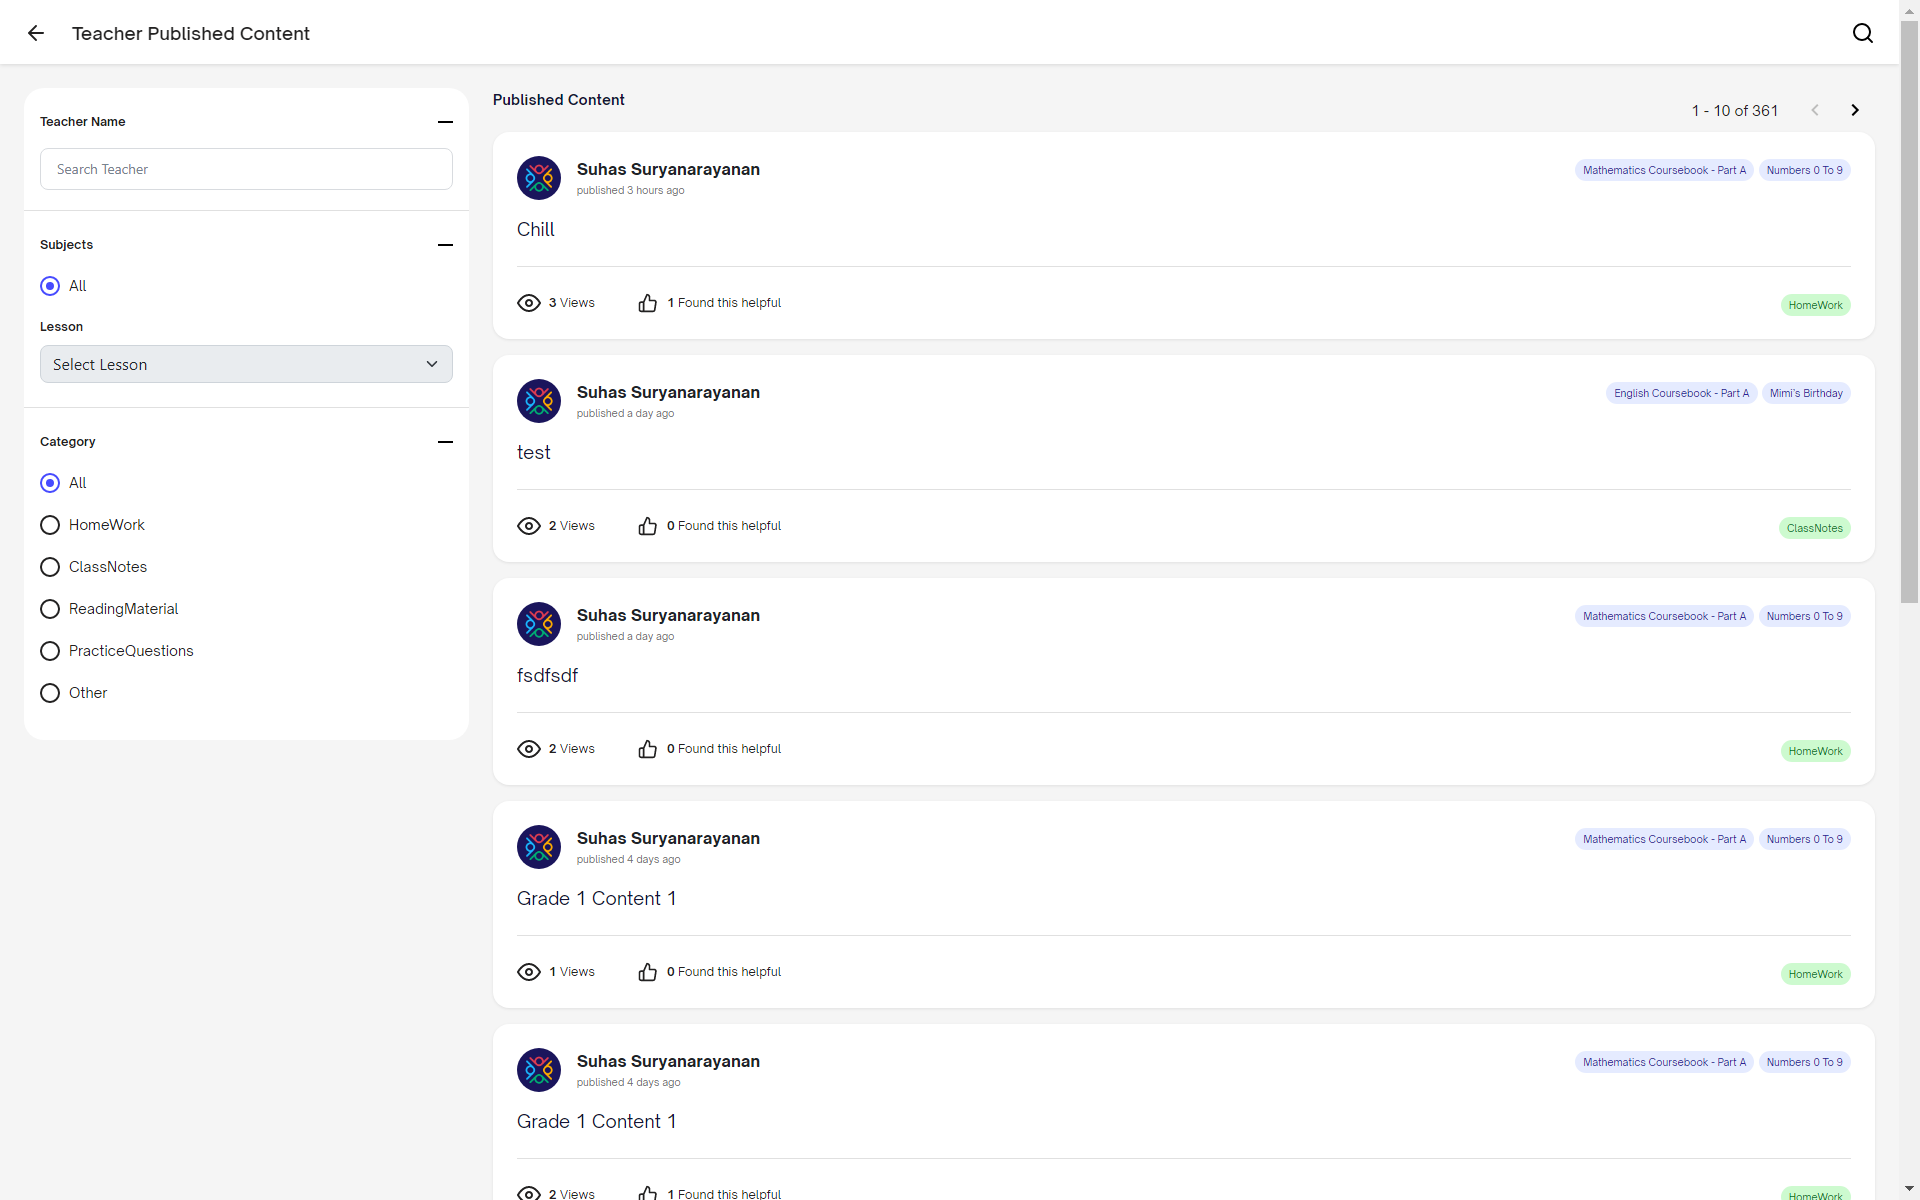 Teacher Published Content
Teacher Name
Search Teacher
Subjects
All
Lesson
Select Lesson
Category
All
HomeWork
ClassNotes
ReadingMaterial
PracticeQuestions
Other
Published Content
1 - 10 of 361
Suhas Suryanarayanan
published 3 hours ago
Mathematics Coursebook - Part A Numbers 0 To 9
Chill
3 Views 1 Found this helpful
HomeWork
Suhas Suryanarayanan
published a day ago
English Coursebook - Part A Mimi's Birthday
test
2 Views 0 Found this helpful
ClassNotes
Suhas Suryanarayanan
published a day ago
Mathematics Coursebook - Part A Numbers 0 To 9
fsdfsdf
2 Views 0 Found this helpful
HomeWork
Suhas Suryanarayanan
published 4 days ago
Mathematics Coursebook - Part A Numbers 0 To 9
Grade 1 Content 1
1 Views 0 Found this helpful
HomeWork
Suhas Suryanarayanan
published 4 days ago
Mathematics Coursebook - Part A Numbers 0 To 9
Grade 1 Content 1
2 Views 1 Found this helpful
HomeWork